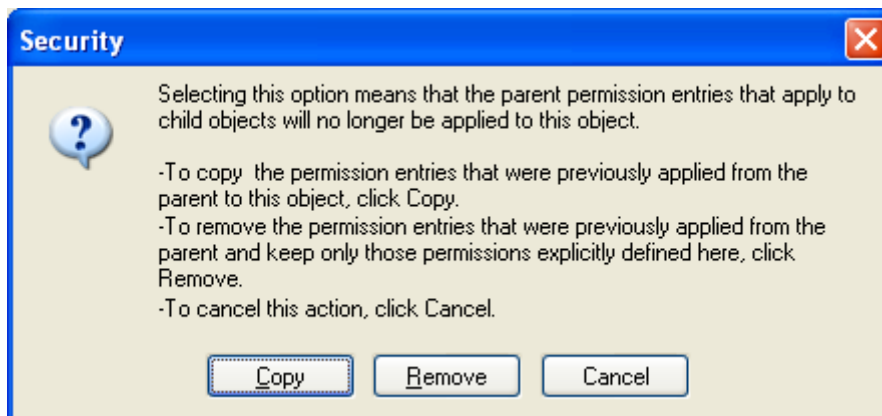 Security
Selecting this option means that the parent permission entries that apply to
child objects will no longer be applied to this object.
-To copy  the permission entries that were previously applied from the
parent to this object, click Copy.
-To remove the permission entries that were previously applied from the
parent and keep only those permissions explicitly defined here, click
Remove.
-To cancel this action, click Cancel.
Copy Remove Cancel